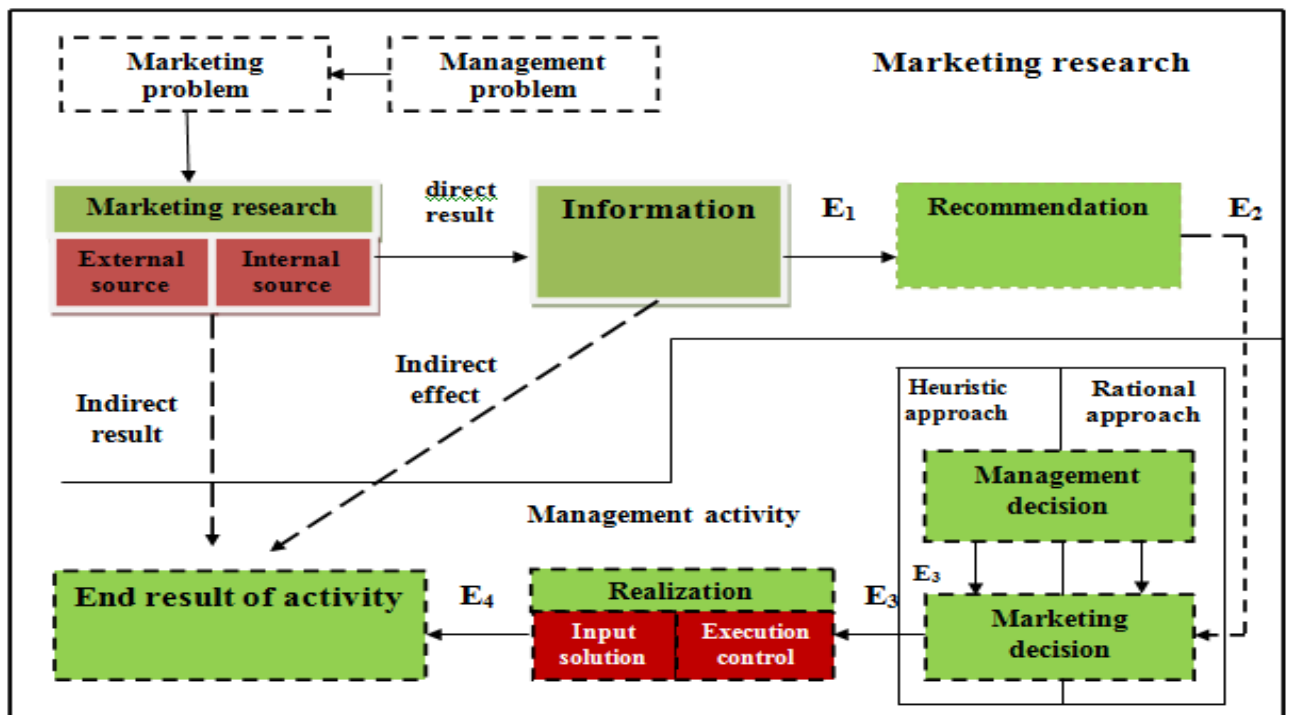 Marketing
problem
Management
problem
Marketing research
Marketing research
External
source
Internal
source
direct
result
Information
E₁
Recommendation
E₂
Indirect
result
Indirect
effect
Heuristic
approach
Rational
approach
Management
decision
Management activity
E₃
Marketing
decision
E₃
Realization
Input
solution
Execution
control
E₄
End result of activity